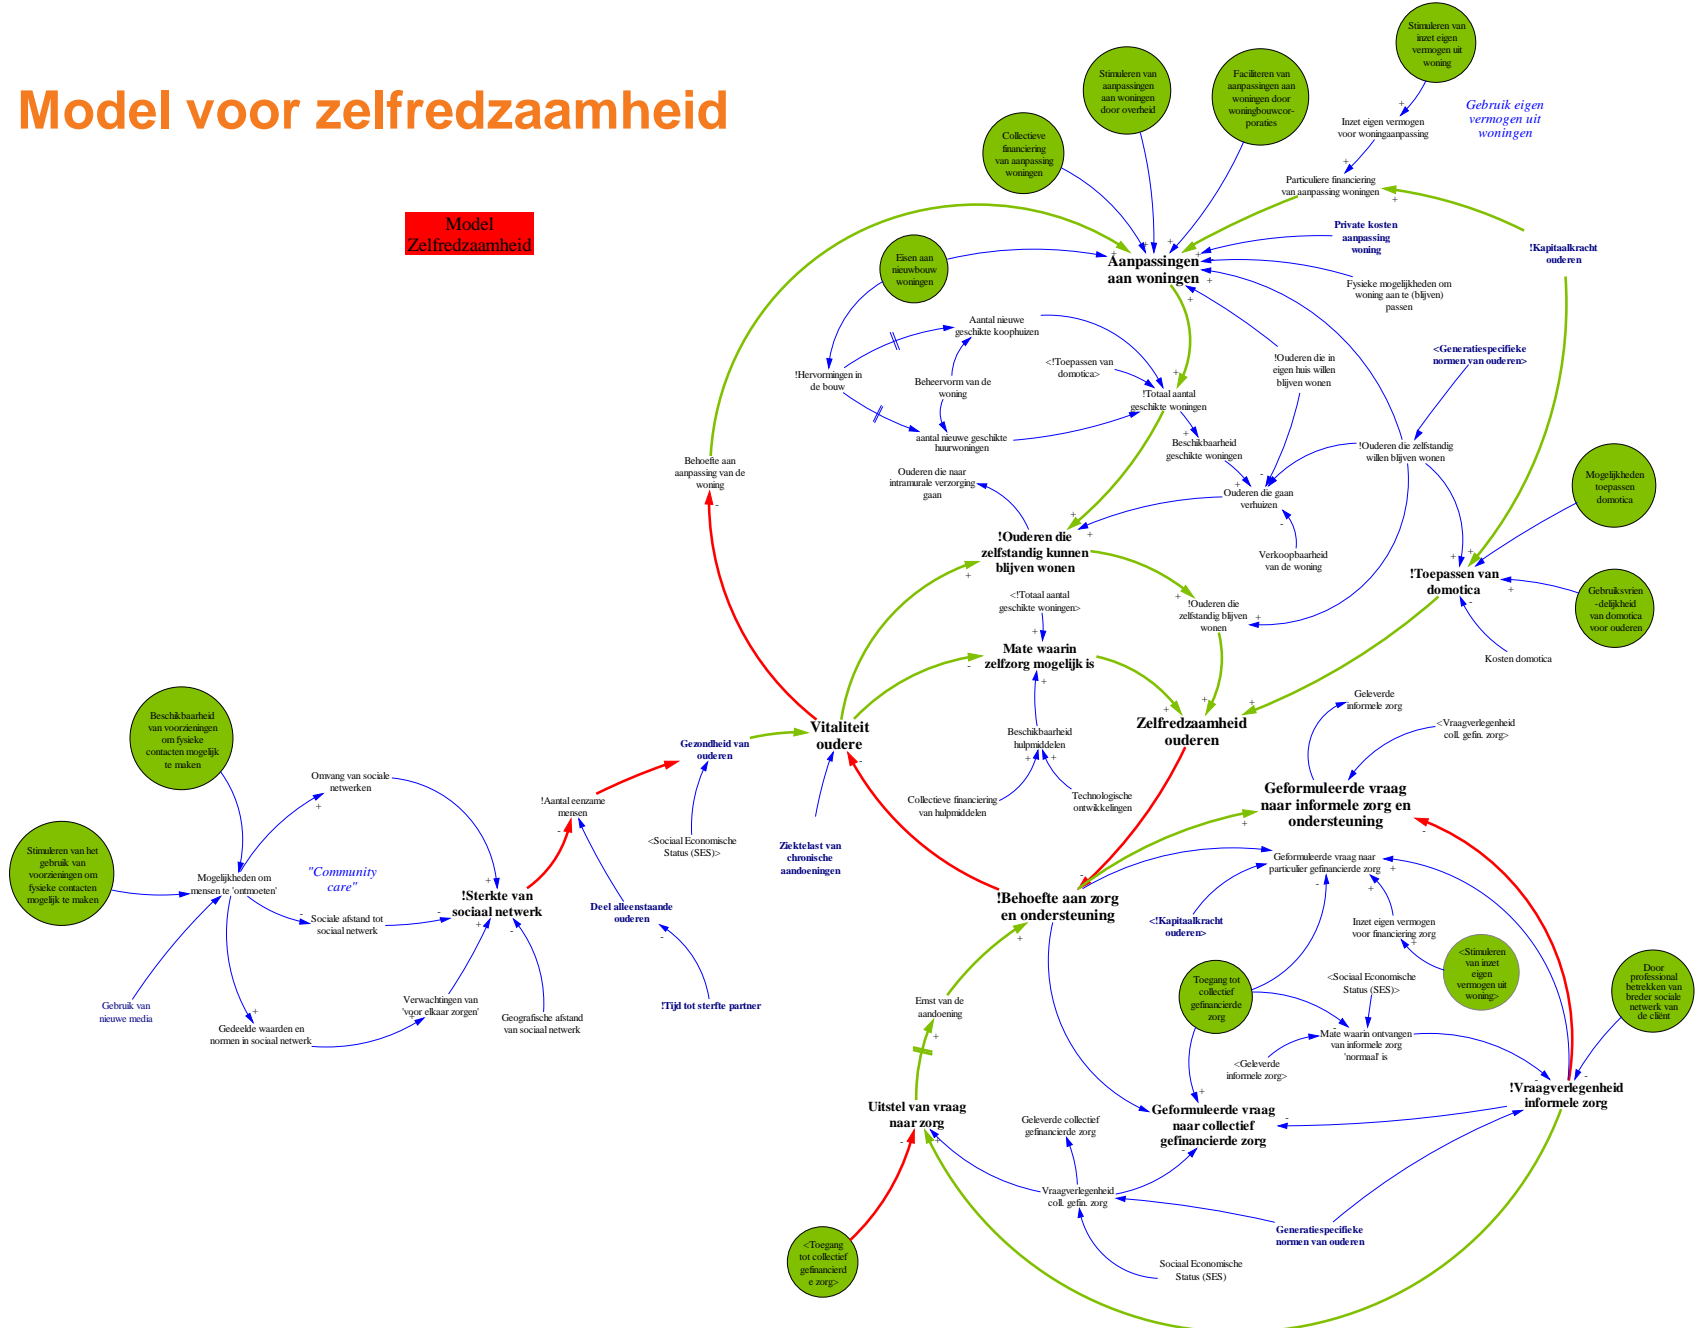 Model voor zelfredzaamheid
Model
Zelfredzaamheid
Stimuleren van
inzet eigen
vermogen uit
woning
Stimuleren van
aanpassingen
aan woningen
door overheid
Faciliteren van
aanpassingen aan
woningen door
woningbouwcor-
poraties
Collectieve
financiering
van aanpassing
woningen
Inzet eigen vermogen
voor woningaanpassing
Gebruik eigen
vermogen uit
woningen
Particuliere financiering
van aanpassing woningen
Private kosten
aanpassing
woning
!Kapitaalkracht
ouderen
Eisen aan
nieuwbouw
woningen
Aanpassingen
aan woningen
Fysieke mogelijkheden om
woning aan te (blijven)
passen
Aantal nieuwe
geschikte koophuizen
<!Toepassen van
domotica>
!Ouderen die in
eigen huis willen
blijven wonen
<Generatiespecifieke
normen van ouderen>
!Hervormingen in
de bouw
Beheervorm van de
woning
!Totaal aantal
geschikte woningen
aantal nieuwe geschikte
huurwoningen
Beschikbaarheid
geschikte woningen
!Ouderen die zelfstandig
willen blijven wonen
Behoefte aan
aanpassing van de
woning
Ouderen die naar
intramurale verzorging
gaan
Ouderen die gaan
verhuizen
Mogelijkheden
toepassen
domotica
!Ouderen die
zelfstandig kunnen
blijven wonen
Verkoopbaarheid
van de woning
!Toepassen van
domotica
Gebruiksvrien
-delijkheid
van domotica
voor ouderen
<!Totaal aantal
geschikte woningen>
!Ouderen die
zelfstandig blijven
wonen
Mate waarin
zelfzorg mogelijk is
Kosten domotica
Beschikbaarheid
van voorzieningen
om fysieke
contacten mogelijk
te maken
Vitaliteit
oudere
Gezondheid van
ouderen
Beschikbaarheid
hulpmiddelen
Zelfredzaamheid
ouderen
Geleverde
informele zorg
<Vraagverlegenheid
coll. gefin. zorg>
Omvang van sociale
netwerken
!Aantal eenzame
mensen
Collectieve financiering
van hulpmiddelen
Technologische
ontwikkelingen
Geformuleerde vraag
naar informele zorg en
ondersteuning
<Sociaal Economische
Status (SES)>
Ziektelast van
chronische
aandoeningen
Stimuleren van het
gebruik van
voorzieningen om
fysieke contacten
mogelijk te maken
Mogelijkheden om
mensen te 'ontmoeten'
"Community
care"
!Sterkte van
sociaal netwerk
Sociale afstand tot
sociaal netwerk
Deel alleenstaande
ouderen
!Behoefte aan zorg
en ondersteuning
Geformuleerde vraag naar
particulier gefinancierde zorg
<!Kapitaalkracht
ouderen>
Inzet eigen vermogen
voor financiering zorg
<Stimuleren
van inzet
eigen
vermogen uit
woning>
Door
professional
betrekken van
breder sociale
netwerk van
de cliënt
Toegang tot
collectief
gefinancierde
zorg
<Sociaal Economische
Status (SES)>
Gebruik van
nieuwe media
Verwachtingen van
'voor elkaar zorgen'
Geografische afstand
van sociaal netwerk
!Tijd tot sterfte partner
Ernst van de
aandoening
Gedeelde waarden en
normen in sociaal netwerk
Mate waarin ontvangen
van informele zorg
'normaal' is
<Geleverde
informele zorg>
!Vraagverlegenheid
informele zorg
Uitstel van vraag
naar zorg
Geleverde collectief
gefinancierde zorg
Geformuleerde vraag
naar collectief
gefinancierde zorg
Vraagverlegenheid
coll. gefin. zorg
Generatiespecifieke
normen van ouderen
<Toegang
tot collectief
gefinancierd
e zorg>
Sociaal Economische
Status (SES)